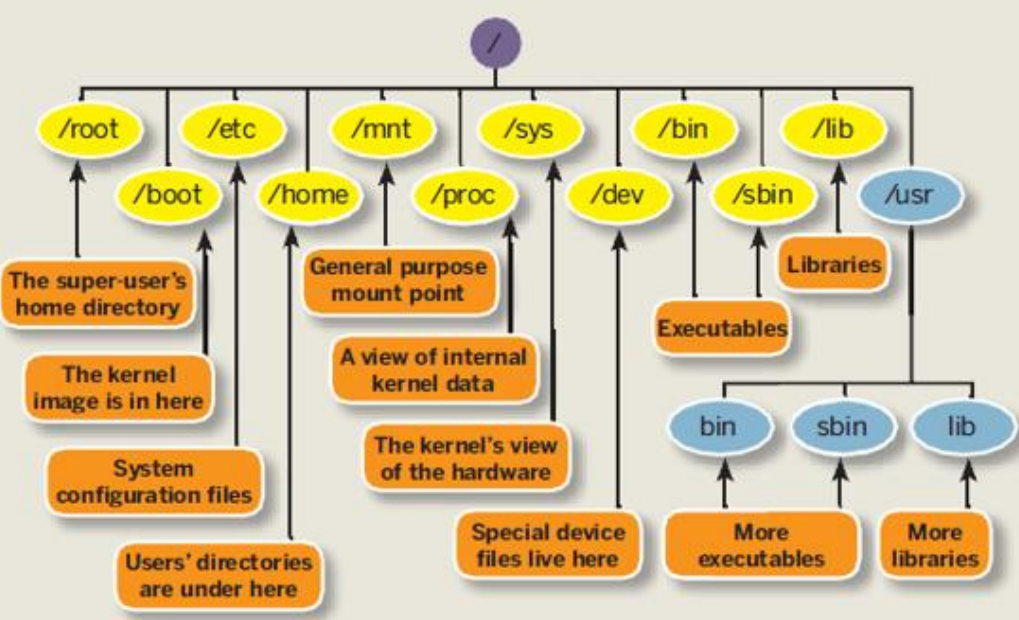 /
/root
/etc
/mnt
/sys
/bin
/lib
/boot
/home
/proc
/dev
/sbin
/usr
The super-user's
home directory
General purpose
mount point
Libraries
Executables
The kernel
image is in here
A view of internal
kernel data
bin
sbin
lib
The kernel's view
of the hardware
System
configuration files
Special device
files live here
More
executables
More
libraries
Users' directories
are under here